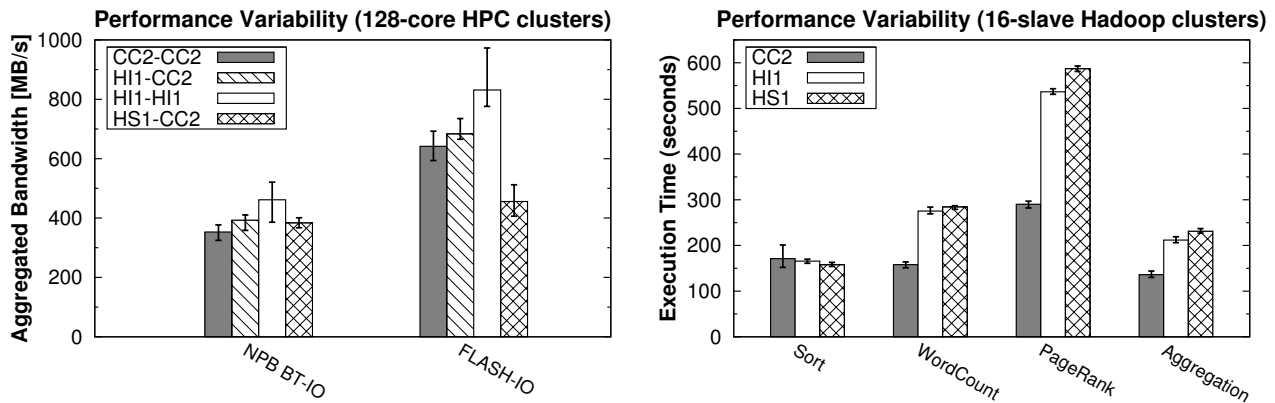 Performance Variability (128-core HPC clusters)
Aggregated Bandwidth [MB/s]
1000
800
600
400
200
0
CC2-CC2
HI1-CC2
HI1-HI1
HS1-CC2
NPB BT-IO
FLASH-IO
Performance Variability (16-slave Hadoop clusters)
Execution Time (seconds)
600
500
400
300
200
100
0
CC2
HI1
HS1
Sort
WordCount
PageRank
Aggregation